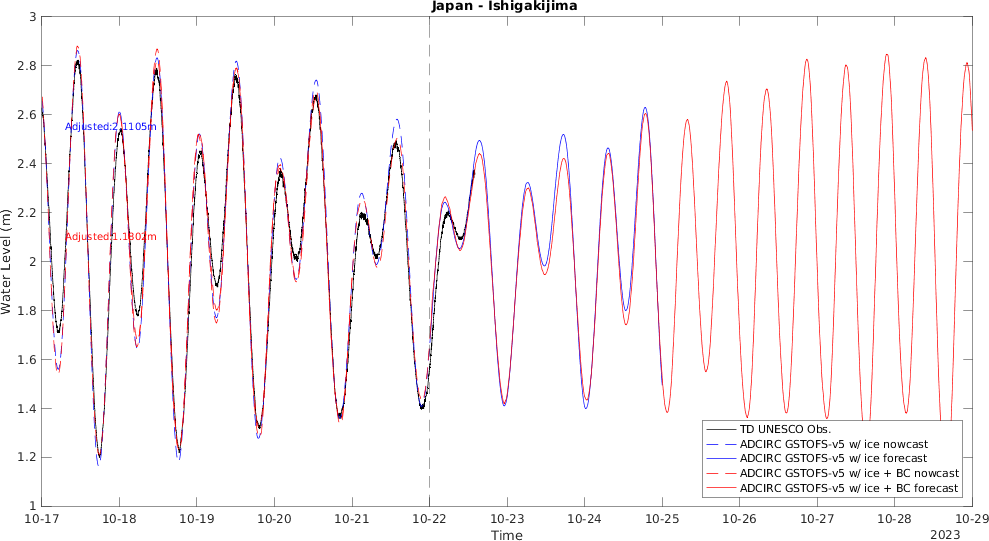 Japan - Ishigakijima
3
2.8
2.6
2.4
2.2
2
1.8
1.6
1.4
1.2
1
Water Level (m)
Adjusted:2.1105m
Adjusted:1.1302m
TD UNESCO Obs.
ADCIRC GSTOFS-v5 w/ ice nowcast
ADCIRC GSTOFS-v5 w/ ice forecast
ADCIRC GSTOFS-v5 w/ ice + BC nowcast
ADCIRC GSTOFS-v5 w/ ice + BC forecast
10-17 10-18 10-19 10-20 10-21 10-22 10-23 10-24 10-25 10-26 10-27 10-28 10-29
Time
2023